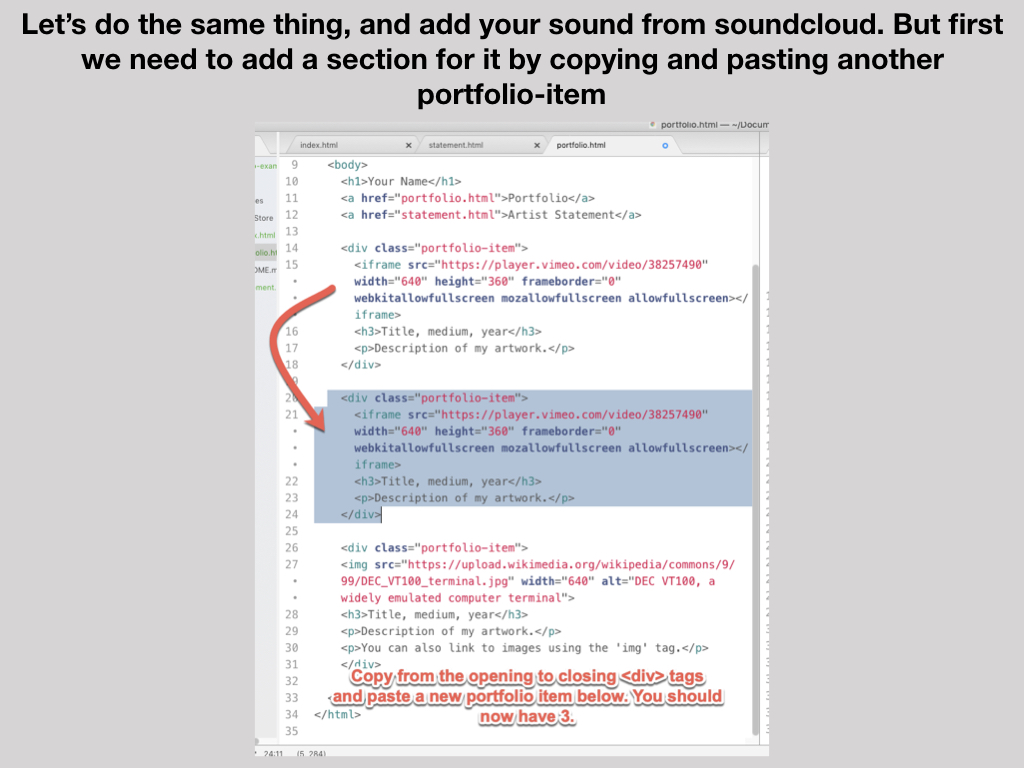 Let’s do the same thing, and add your sound from soundcloud. But first
we need to add a section for it by copying and pasting another
portfolio-item
portfolio.html — ~/Docum
index.html × statement.html × portfolio.html
-exan
es
Store
x.html
olio.ht
OME.m
ment.
9 <body>
10 <h1>Your Name</h1>
11 <a href="portfolio.html">Portfolio</a>
12 <a href="statement.html">Artist Statement</a>
13
14 <div class="portfolio-item">
15 <iframe src="https://player.vimeo.com/video/38257490"
• width="640" height="360" frameborder="0"
• webkitallowfullscreen mozallowfullscreen allowfullscreen></
• iframe>
16 <h3>Title, medium, year</h3>
17 <p>Description of my artwork.</p>
18 </div>
19
20 <div class="portfolio-item">
21 <iframe src="https://player.vimeo.com/video/38257490"
• width="640" height="360" frameborder="0"
• webkitallowfullscreen mozallowfullscreen allowfullscreen></
• iframe>
22 <h3>Title, medium, year</h3>
23 <p>Description of my artwork.</p>
24 </div>
25
26 <div class="portfolio-item">
27 <img src="https://upload.wikimedia.org/wikipedia/commons/9/
• 99/DEC_VT100_terminal.jpg" width="640" alt="DEC VT100, a
• widely emulated computer terminal">
28 <h3>Title, medium, year</h3>
29 <p>Description of my artwork.</p>
30 <p>You can also link to images using the 'img' tag.</p>
31 </div>
32
33
34 </html>
35
Copy from the opening to closing <div> tags
and paste a new portfolio item below. You should
now have 3.
24:11 (5, 284)